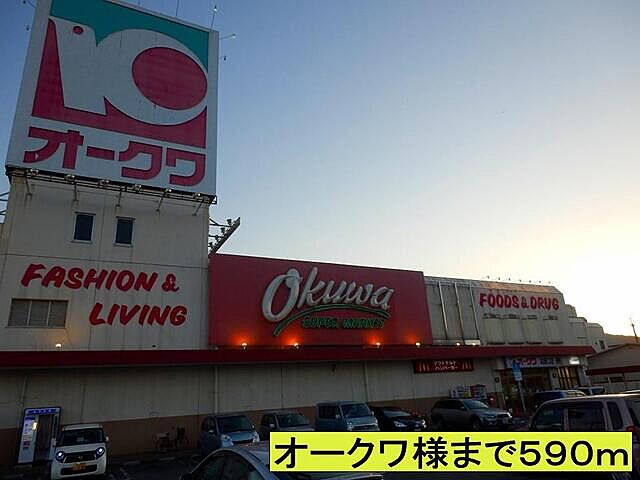 オークワ
FASHION &
LIVING
Okuwa
SUPER MARKET
FOODS & DRUG
オークワ様まで590m